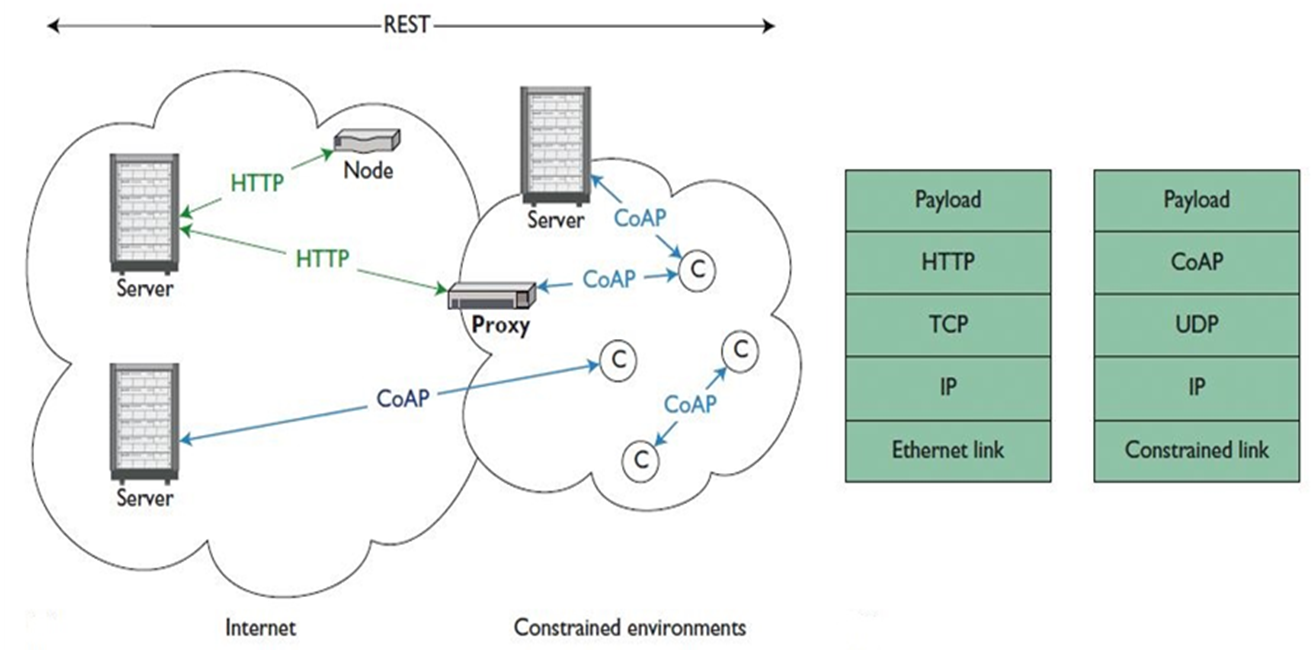 REST
Node
HTTP
Server
HTTP
Server
CoAP
CoAP
C
Proxy
C
C
CoAP
CoAP
C
Server
Payload
HTTP
TCP
IP
Ethernet link
Payload
CoAP
UDP
IP
Constrained link
Internet
Constrained environments